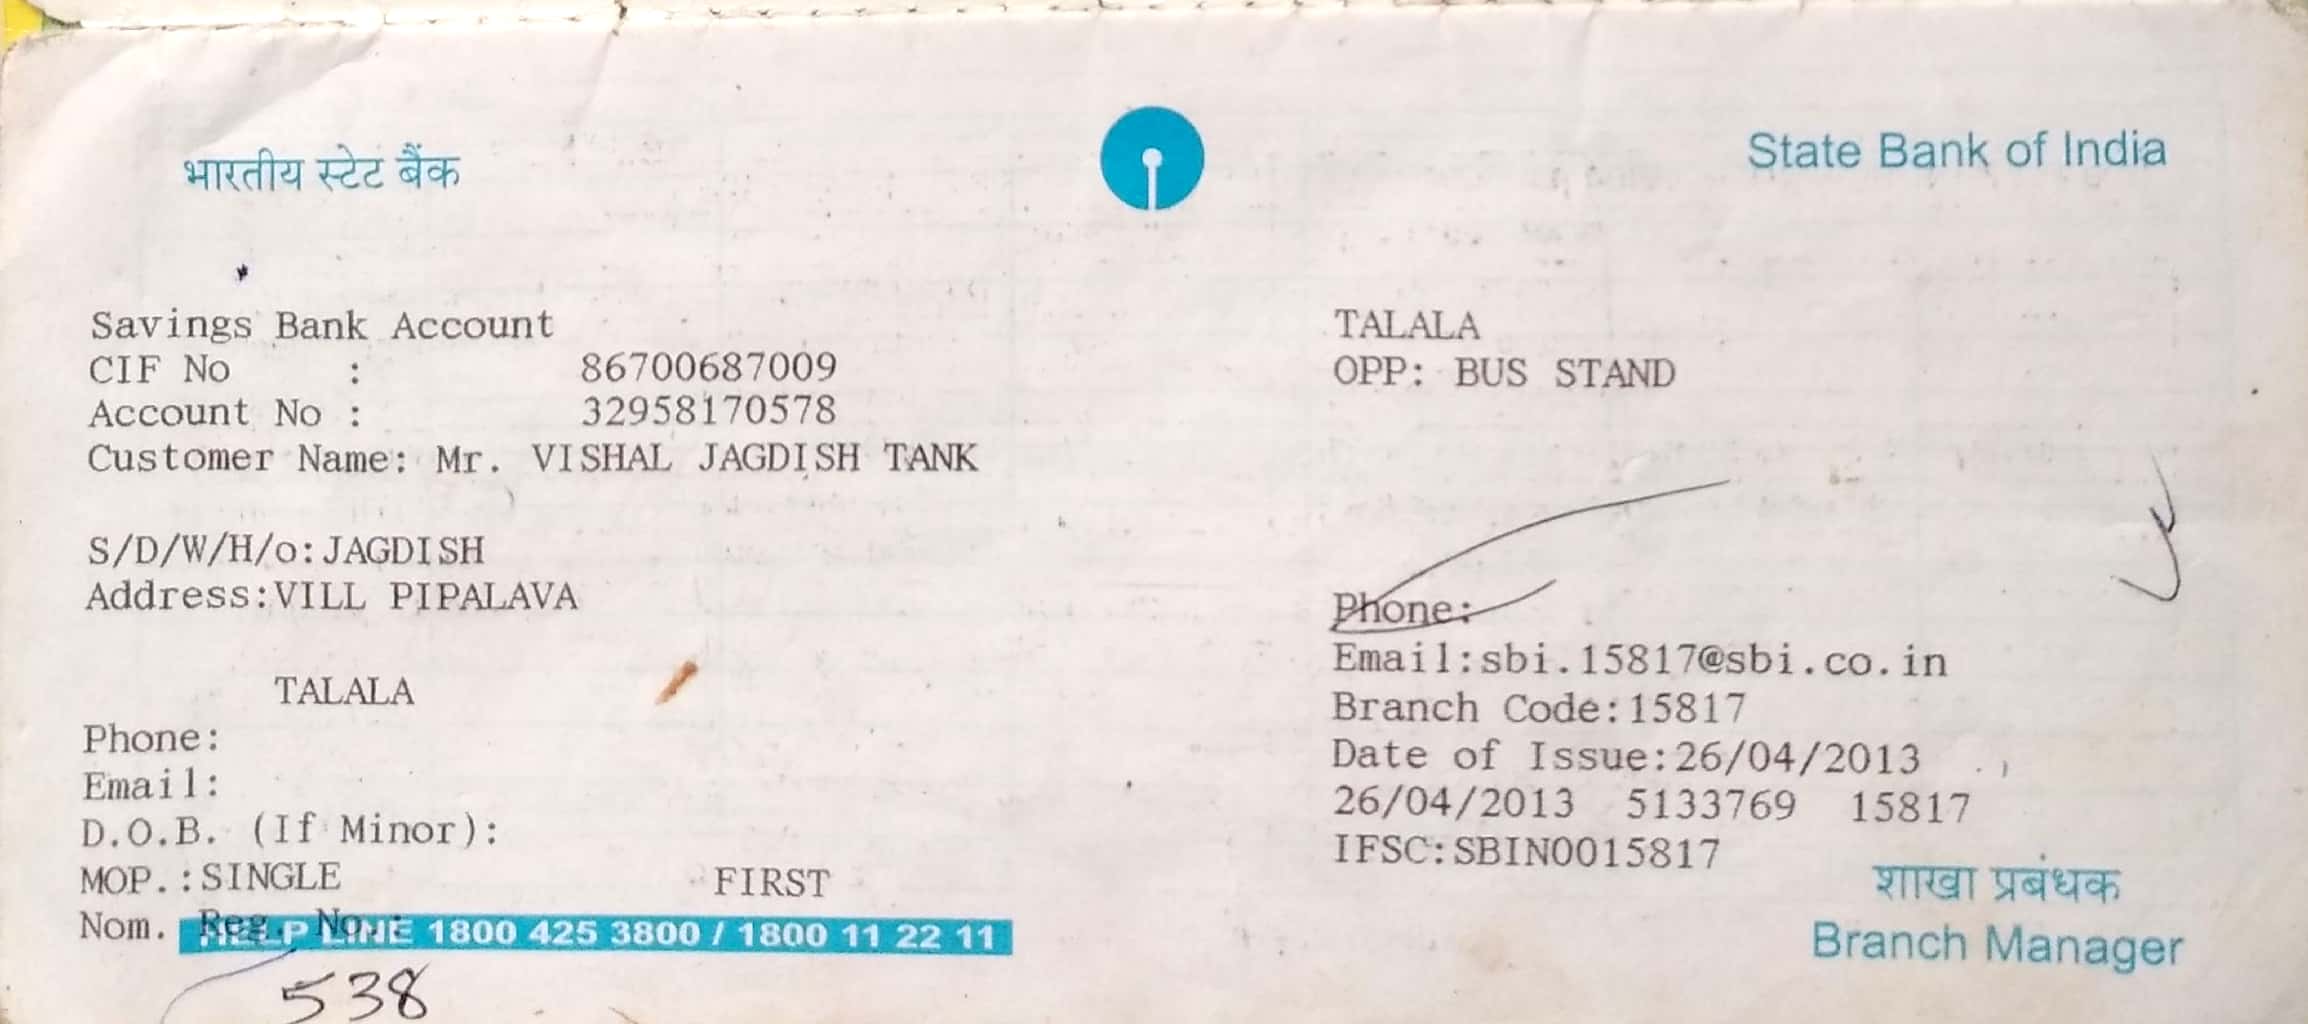 भारतीय स्टेट बैंक
State Bank of India
Savings Bank Account
CIF No : 86700687009
Account No : 32958170578
Customer Name: Mr. VISHAL JAGDISH TANK
S/D/W/H/o:JAGDISH
Address:VILL PIPALAVA
TALALA
Phone:
Email:
D.O.B. (If Minor):
MOP.:SINGLE FIRST
Nom. Reg. No.:
HELP LINE 1800 425 3800 / 1800 11 22 11
538
TALALA
OPP: BUS STAND
Phone:
Email:sbi.15817@sbi.co.in
Branch Code:15817
Date of Issue:26/04/2013
26/04/2013 5133769 15817
IFSC:SBIN0015817
शाखा प्रबंधक
Branch Manager